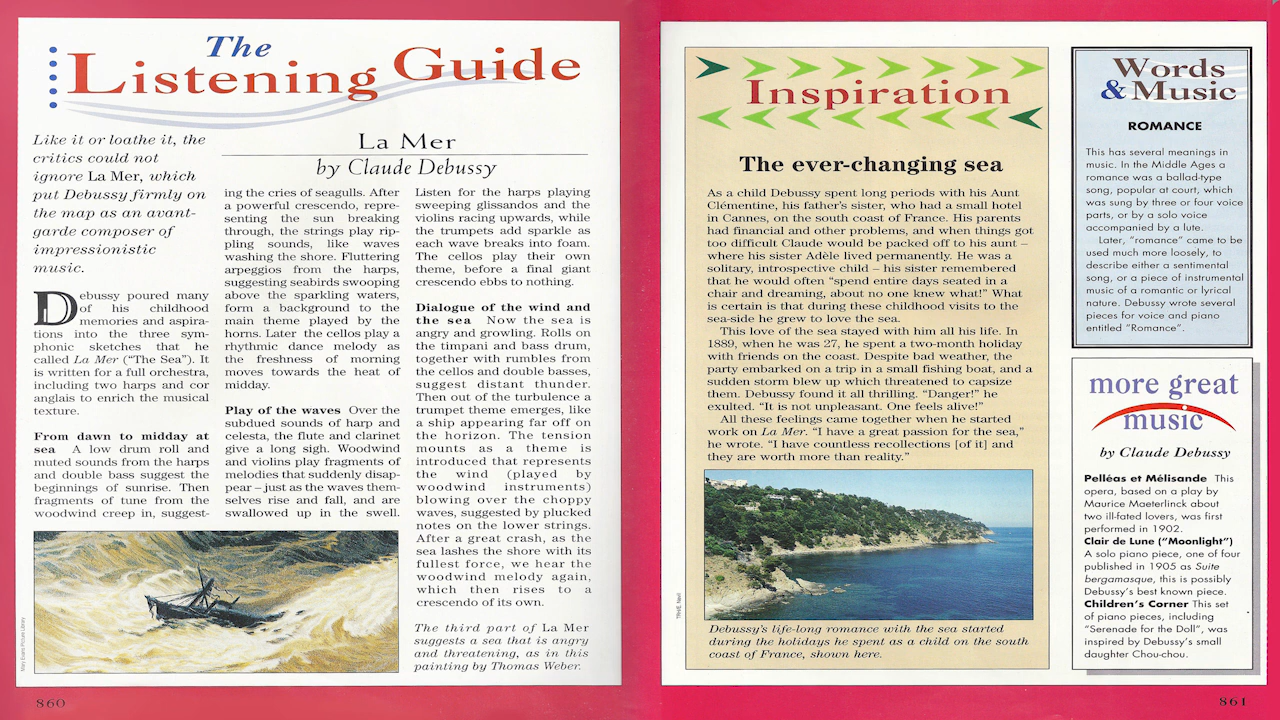 The
Listening Guide
Like it or loathe it, the
critics could not
ignore La Mer, which
put Debussy firmly on
the map as an avant-
garde composer of
impressionistic
music.
La Mer
by Claude Debussy
Debussy poured many
of his childhood
memories and aspira-
tions into the three sym-
phonic sketches that he
called La Mer (“The Sea”). It
is written for a full orchestra,
including two harps and cor
anglais to enrich the musical
texture.
From dawn to midday at
sea A low drum roll and
muted sounds from the harps
and double bass suggest the
beginnings of sunrise. Then
fragments of tune from the
woodwind creep in, suggest-
ing the cries of seagulls. After
a powerful crescendo, repre-
senting the sun breaking
through, the strings play rip-
pling sounds, like waves
washing the shore. Fluttering
arpeggios from the harps,
suggesting seabirds swooping
above the sparkling waters,
form a background to the
main theme played by the
horns. Later the cellos play a
rhythmic dance melody as
the freshness of morning
moves towards the heat of
midday.
Play of the waves Over the
subdued sounds of harp and
celesta, the flute and clarinet
give a long sigh. Woodwind
and violins play fragments of
melodies that suddenly disap-
pear – just as the waves them-
selves rise and fall, and are
swallowed up in the swell.
Listen for the harps playing
sweeping glissandos and the
violins racing upwards, while
the trumpets add sparkle as
each wave breaks into foam.
The cellos play their own
theme, before a final giant
crescendo ebbs to nothing.
Dialogue of the wind and
the sea Now the sea is
angry and growling. Rolls on
the timpani and bass drum,
together with rumbles from
the cellos and double basses,
suggest distant thunder.
Then out of the turbulence a
trumpet theme emerges, like
a ship appearing far off on
the horizon. The tension
mounts as a theme is
introduced that represents
the wind (played by
woodwind instruments)
blowing over the choppy
waves, suggested by plucked
notes on the lower strings.
After a great crash, as the
sea lashes the shore with its
fullest force, we hear the
woodwind melody again,
which then rises to a
crescendo of its own.
The third part of La Mer
suggests a sea that is angry
and threatening, as in this
painting by Thomas Weber.
Mary Evans Picture Library
860
Inspiration
The ever-changing sea
As a child Debussy spent long periods with his Aunt
Clémentine, his father’s sister, who had a small hotel
in Cannes, on the south coast of France. His parents
had financial and other problems, and when things got
too difficult Claude would be packed off to his aunt –
where his sister Adèle lived permanently. He was a
solitary, introspective child – his sister remembered
that he would often “spend entire days seated in a
chair and dreaming, about no one knew what!” What
is certain is that during these childhood visits to the
sea-side he grew to love the sea.
This love of the sea stayed with him all his life. In
1889, when he was 27, he spent a two-month holiday
with friends on the coast. Despite bad weather, the
party embarked on a trip in a small fishing boat, and a
sudden storm blew up which threatened to capsize
them. Debussy found it all thrilling. “Danger!” he
exulted. “It is not unpleasant. One feels alive!”
All these feelings came together when he started
work on La Mer. “I have a great passion for the sea,”
he wrote. “I have countless recollections [of it] and
they are worth more than reality.”
Debussy’s life-long romance with the sea started
during the holidays he spent as a child on the south
coast of France, shown here.
Words
& Music
ROMANCE
This has several meanings in
music. In the Middle Ages a
romance was a ballad-type
song, popular at court, which
was sung by three or four voice
parts, or by a solo voice
accompanied by a lute.
Later, “romance” came to be
used much more loosely, to
describe either a sentimental
song, or a piece of instrumental
music of a romantic or lyrical
nature. Debussy wrote several
pieces for voice and piano
entitled “Romance”.
more great
music
by Claude Debussy
Pelléas et Mélisande This
opera, based on a play by
Maurice Maeterlinck about
two ill-fated lovers, was first
performed in 1902.
Clair de Lune (“Moonlight”)
A solo piano piece, one of four
published in 1905 as Suite
bergamasque, this is possibly
Debussy’s best known piece.
Children’s Corner This set
of piano pieces, including
“Serenade for the Doll”, was
inspired by Debussy’s small
daughter Chou-chou.
861